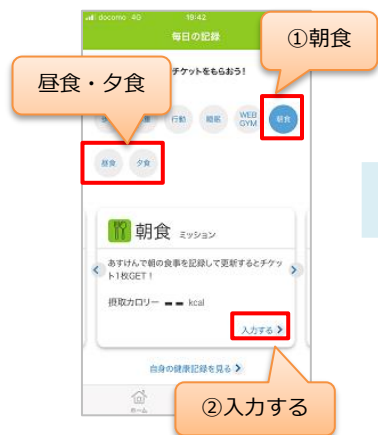 docomo 4G 18:42
毎日の記録
①朝食
チケットをもらおう!
昼食・夕食
行動 睡眠 WEB GYM 朝食
昼食 夕食
朝食 ミッション
あすけんで朝の食事を記録して更新するとチケッ
ト1枚GET!
摂取カロリー -- kcal
入力する
自身の健康記録を見る
②入力する
ホーム